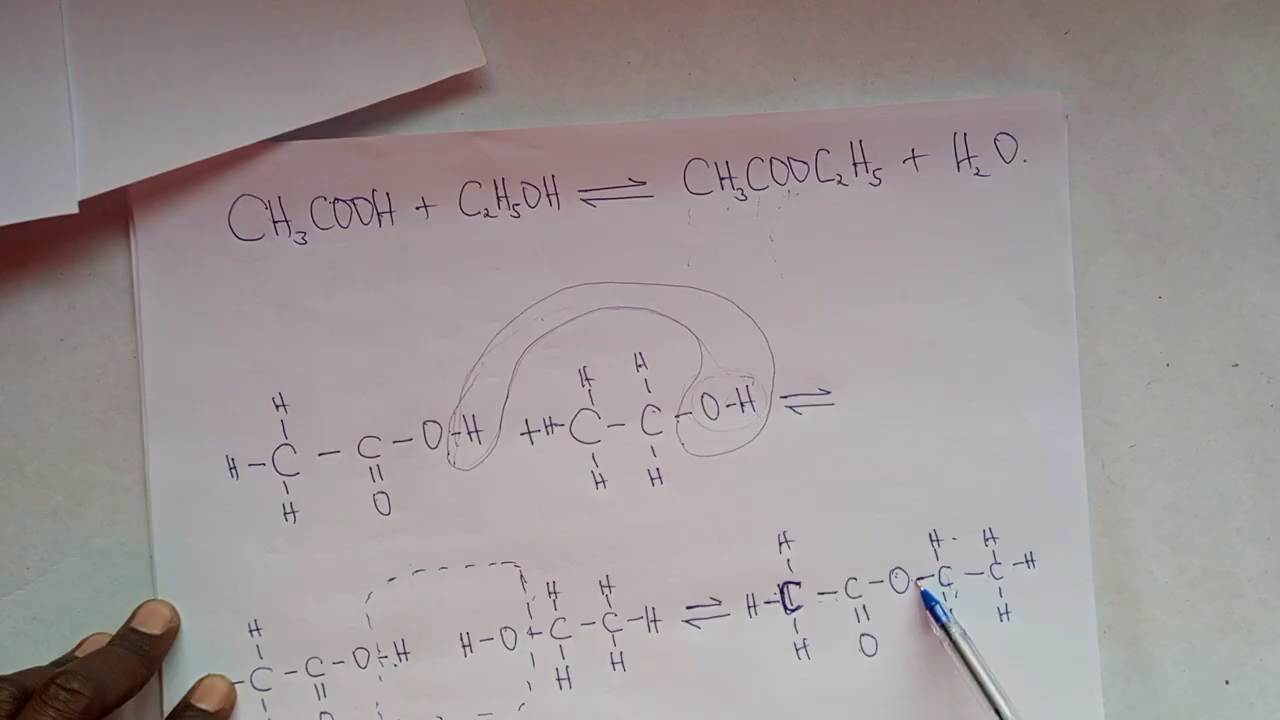 CH₃COOH + C₂H₅OH ⇌ CH₃COOC₂H₅ + H₂O.
H H H
H – C – C – O – H + H – C – C – O – H ⇌
H || O H H
H H H H H H
– C – C – O – H H – O – C – C – H ⇌ H – C – C – O – C – C – H
|| H H H || O H